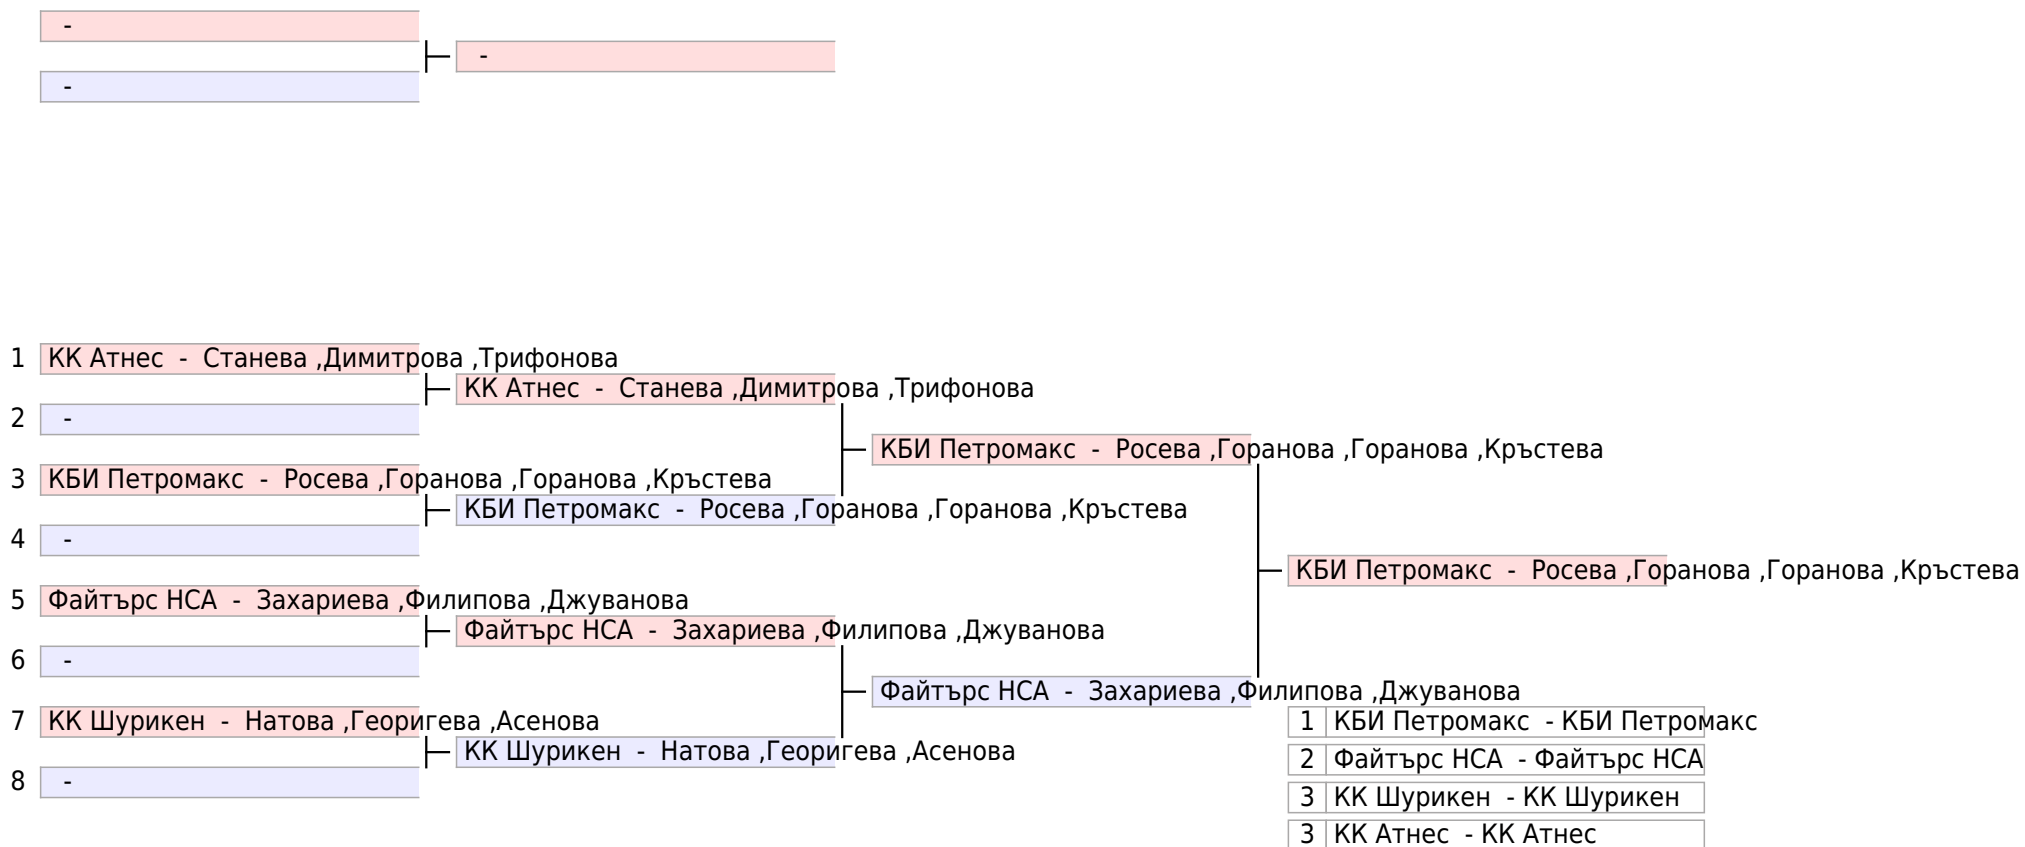 -
-
-
1 КК Атнес - Станева ,Димитрова ,Трифонова
КК Атнес - Станева ,Димитрова ,Трифонова
2 -
КБИ Петромакс - Росева ,Горанова ,Горанова ,Кръстева
3 КБИ Петромакс - Росева ,Горанова ,Горанова ,Кръстева
КБИ Петромакс - Росева ,Горанова ,Горанова ,Кръстева
4 -
КБИ Петромакс - Росева ,Горанова ,Горанова ,Кръстева
5 Файтърс НСА - Захариева ,Филипова ,Джуванова
Файтърс НСА - Захариева ,Филипова ,Джуванова
6 -
Файтърс НСА - Захариева ,Филипова ,Джуванова
7 КК Шурикен - Натова ,Георигева ,Асенова
1 КБИ Петромакс - КБИ Петромакс
КК Шурикен - Натова ,Георигева ,Асенова
2 Файтърс НСА - Файтърс НСА
8 -
3 КК Шурикен - КК Шурикен
3 КК Атнес - КК Атнес